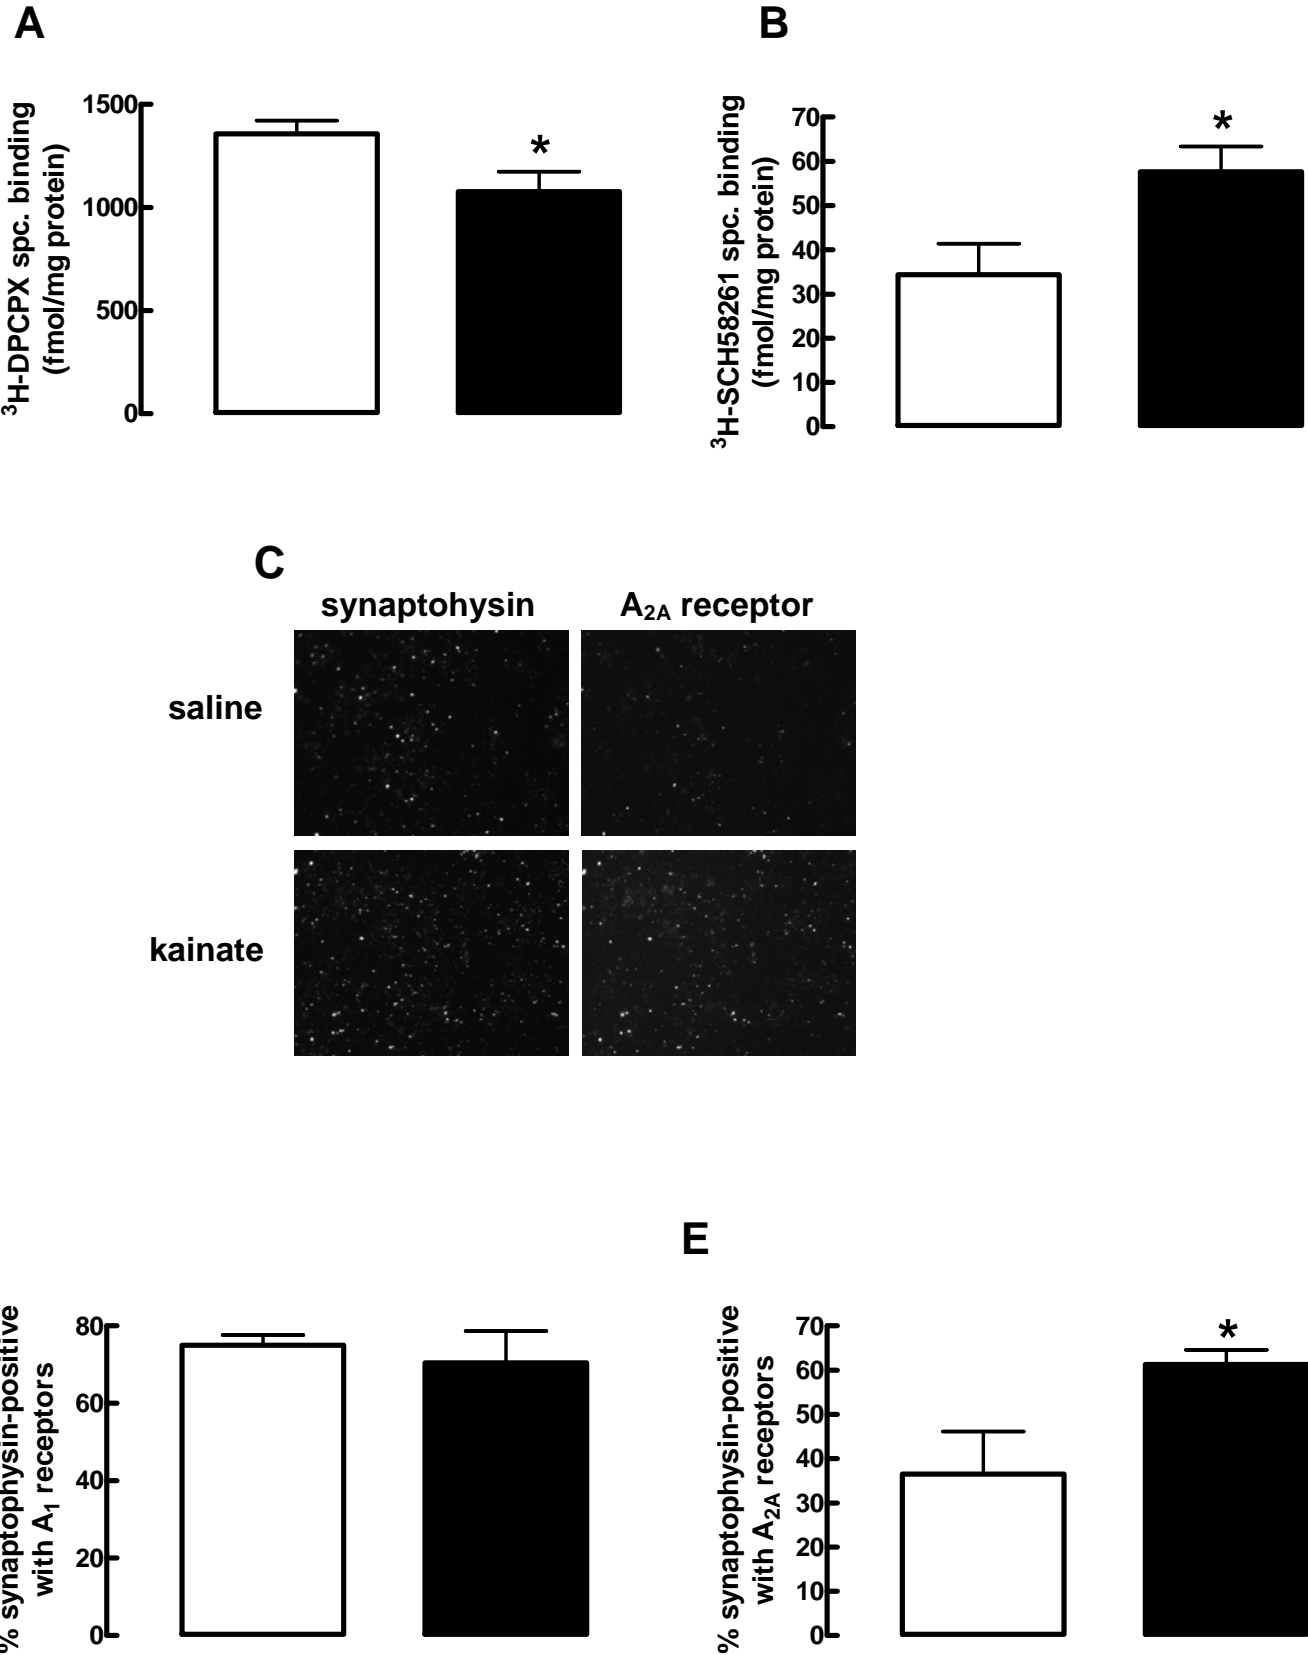 A
³H-DPCPX spc. binding
(fmol/mg protein)
1500
1000
500
0
*
B
³H-SCH58261 spc. binding
(fmol/mg protein)
70
60
50
40
30
20
10
0
*
C
synaptohysin
A2A receptor
saline
kainate
% synaptophysin-positive
with A1 receptors
80
60
40
20
0
E
% synaptophysin-positive
with A2A receptors
70
60
50
40
30
20
10
0
*